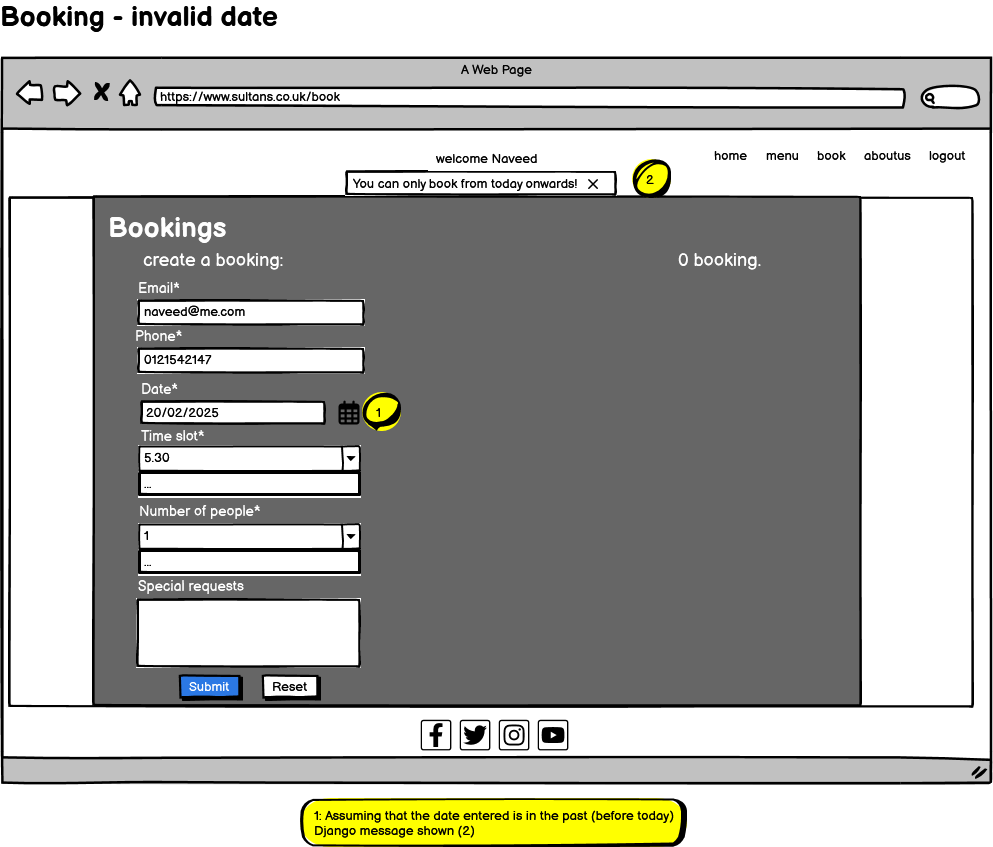 Booking - invalid date
A Web Page
https://www.sultans.co.uk/book
welcome Naveed
home menu book aboutus logout
You can only book from today onwards!
2
Bookings
create a booking:
0 booking.
Email*
naveed@me.com
Phone*
0121542147
Date*
20/02/2025
1
Time slot*
5.30
...
Number of people*
1
...
Special requests
Submit Reset
1: Assuming that the date entered is in the past (before today)
Django message shown (2)